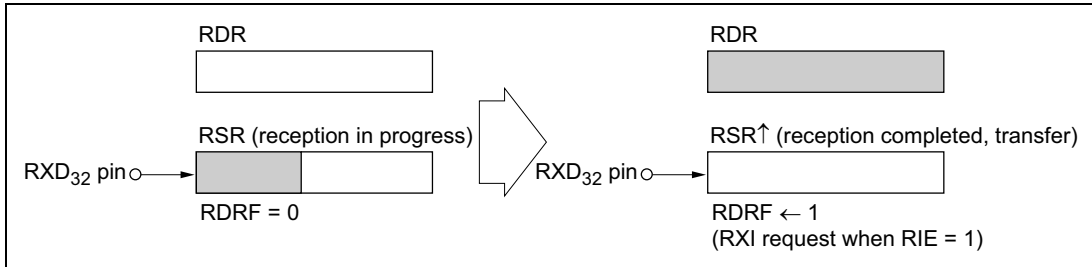 RDR
RSR (reception in progress)
RXD32 pin
RDRF = 0
RDR
RSR↑ (reception completed, transfer)
RXD32 pin
RDRF ← 1
(RXI request when RIE = 1)